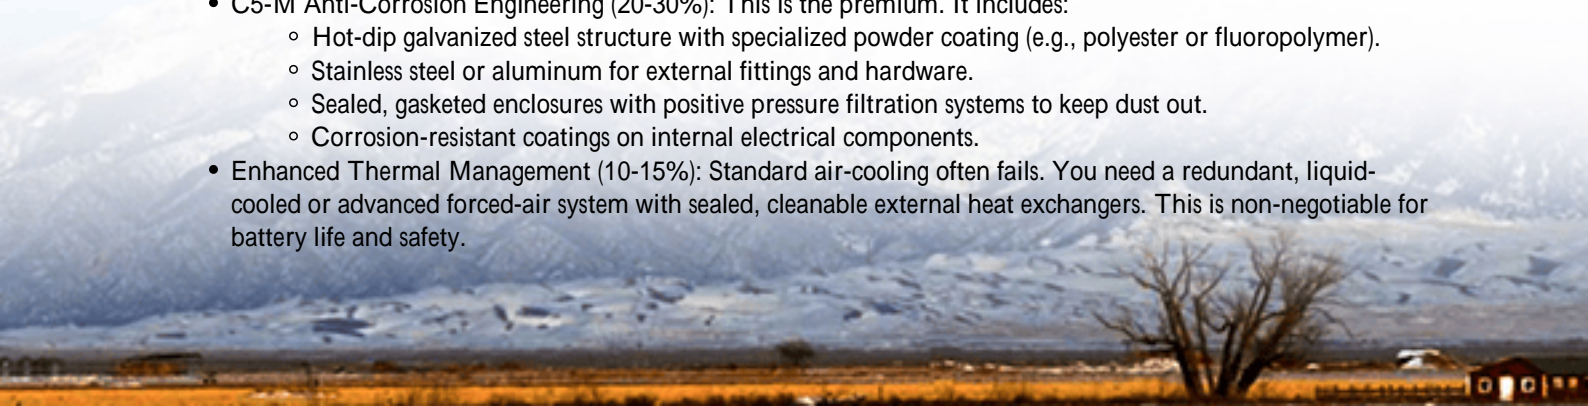 • C5-M Anti-Corrosion Engineering (20-30%): This is the premium. It includes:
◦ Hot-dip galvanized steel structure with specialized powder coating (e.g., polyester or fluoropolymer).
◦ Stainless steel or aluminum for external fittings and hardware.
◦ Sealed, gasketed enclosures with positive pressure filtration systems to keep dust out.
◦ Corrosion-resistant coatings on internal electrical components.
• Enhanced Thermal Management (10-15%): Standard air-cooling often fails. You need a redundant, liquid-
cooled or advanced forced-air system with sealed, cleanable external heat exchangers. This is non-negotiable for
battery life and safety.